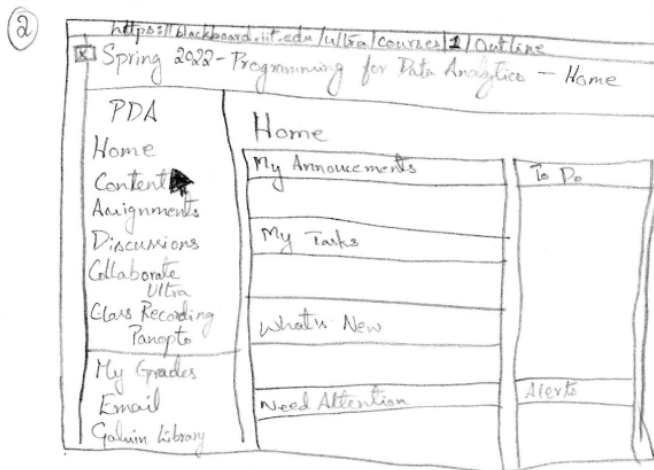 2
https://blackboard.iit.edu/ultra/courses/1/Outline
X Spring 2022 - Programming for Data Analytics - Home
PDA
Home
Content
Assignments
Discussions
Collaborate
Ultra
Class Recording
Panopto
My Grades
Email
Galvin Library
Home
My Annoucements
My Tasks
What's New
Need Attention
To Do
Alerts